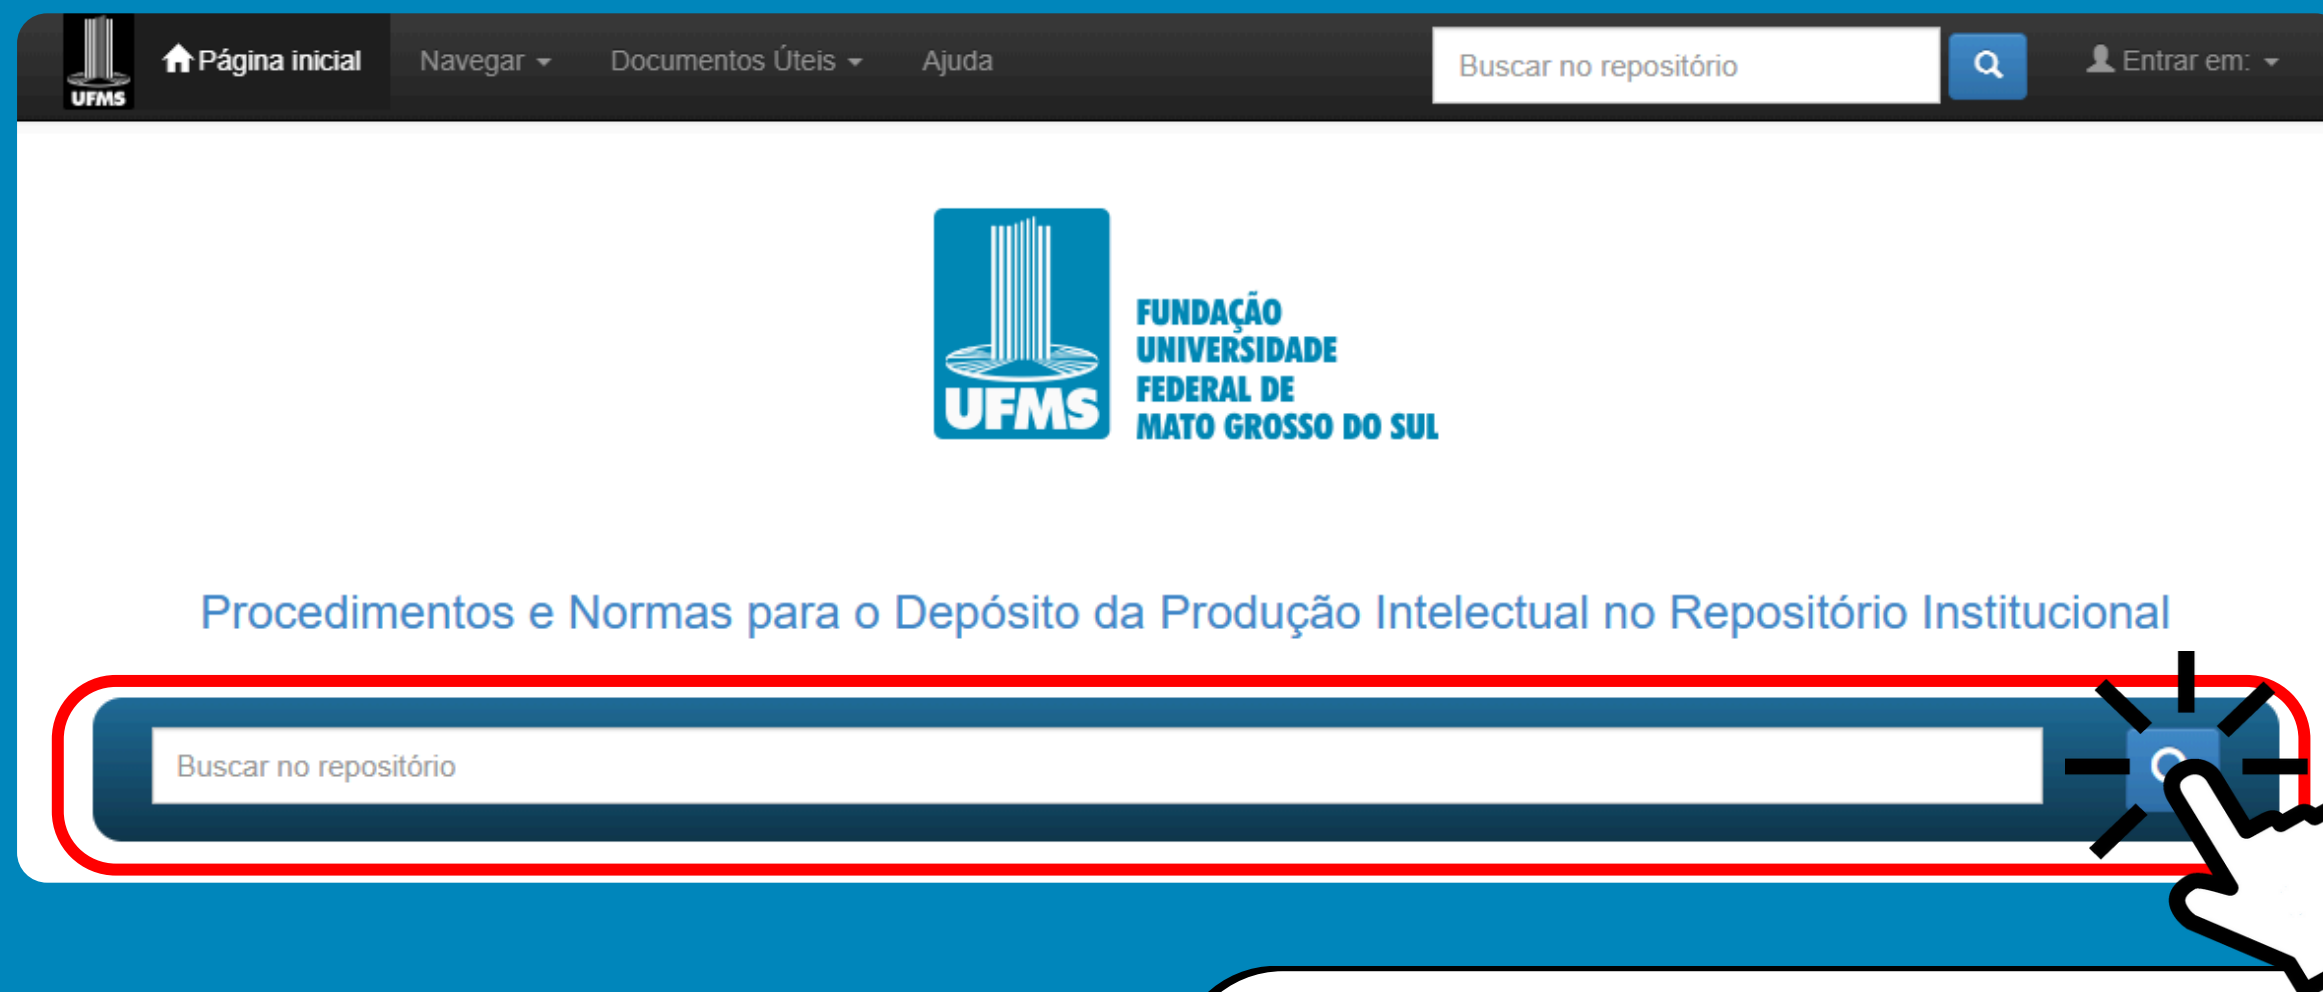 UFMS
Página inicial
Navegar
Documentos Úteis
Ajuda
Buscar no repositório
Entrar em:
UFMS
FUNDAÇÃO
UNIVERSIDADE
FEDERAL DE
MATO GROSSO DO SUL
Procedimentos e Normas para o Depósito da Produção Intelectual no Repositório Institucional
Buscar no repositório